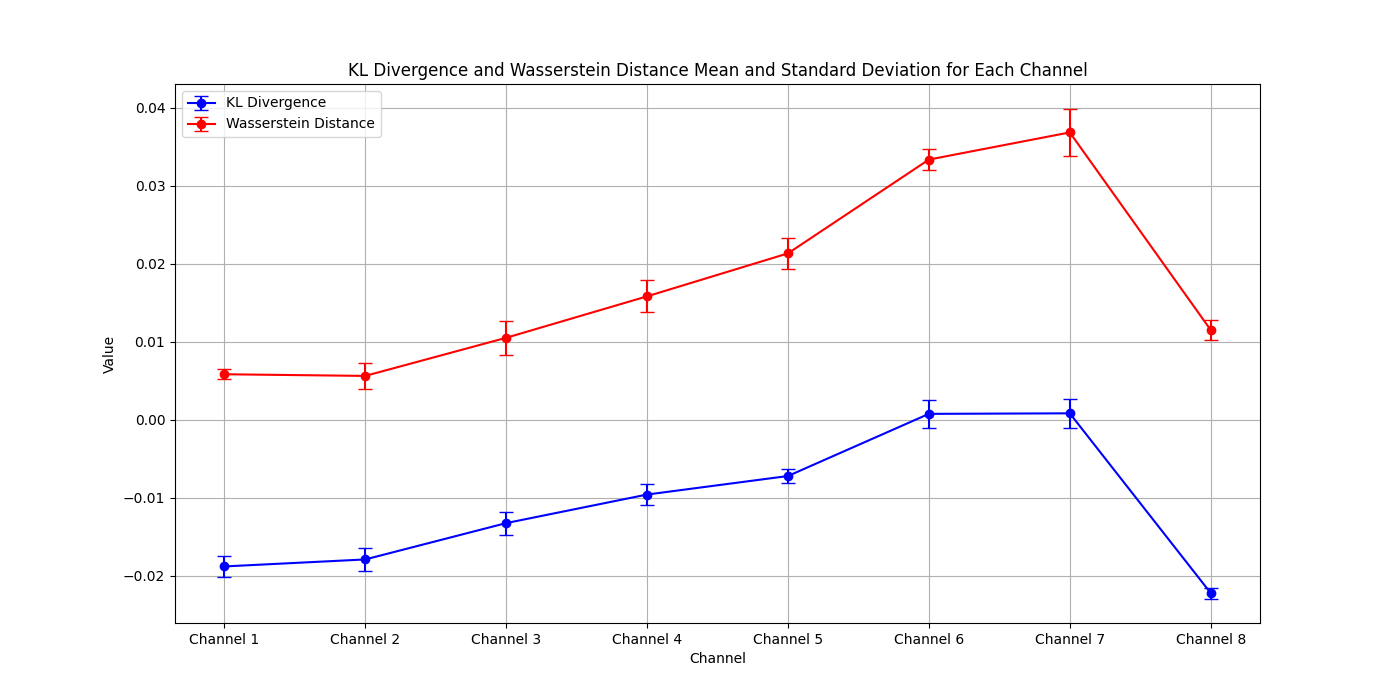 KL Divergence and Wasserstein Distance Mean and Standard Deviation for Each Channel
KL Divergence
Wasserstein Distance
0.04
0.03
0.02
0.01
0.00
−0.01
−0.02
Value
Channel 1 Channel 2 Channel 3 Channel 4 Channel 5 Channel 6 Channel 7 Channel 8
Channel